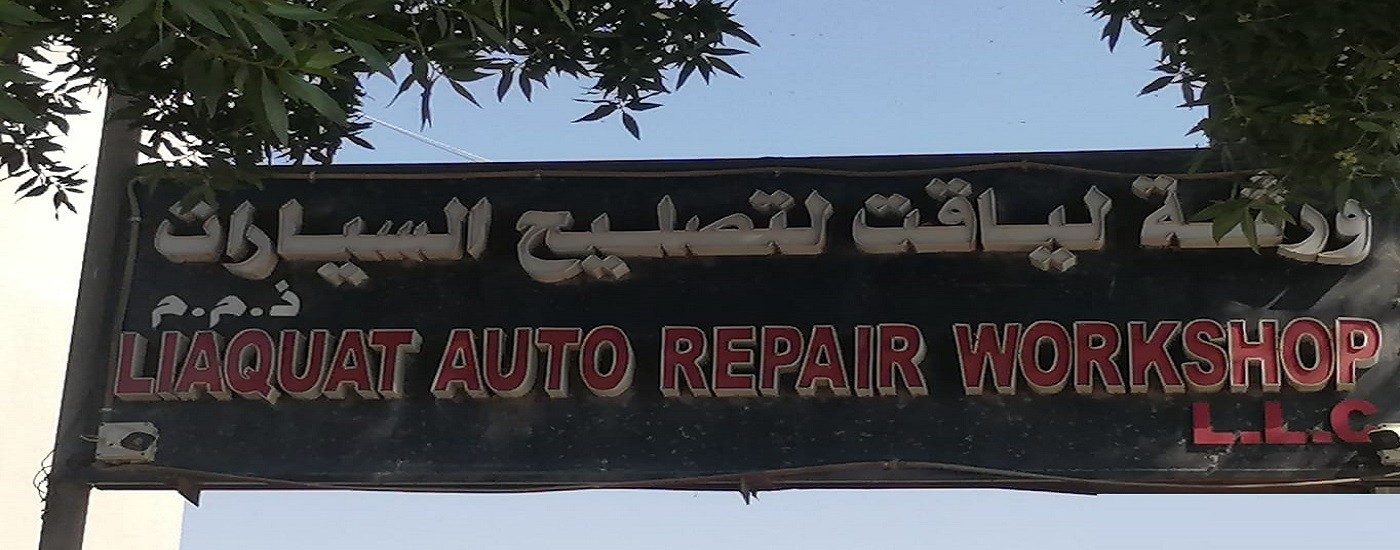 ورشة لياقت لتصليح السيارات
ذ.م.م
LIAQUAT AUTO REPAIR WORKSHOP
L.L.C